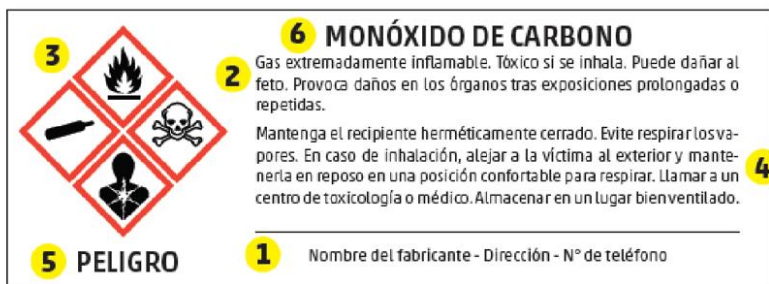 6 MONÓXIDO DE CARBONO
3
2 Gas extremadamente inflamable. Tóxico si se inhala. Puede dañar al
feto. Provoca daños en los órganos tras exposiciones prolongadas o
repetidas.
Mantenga el recipiente herméticamente cerrado. Evite respirar los va-
pores. En caso de inhalación, alejar a la víctima al exterior y mante-
nerla en reposo en una posición confortable para respirar. Llamar a un
centro de toxicología o médico. Almacenar en un lugar bien ventilado.
4
5 PELIGRO
1 Nombre del fabricante - Dirección - N° de teléfono